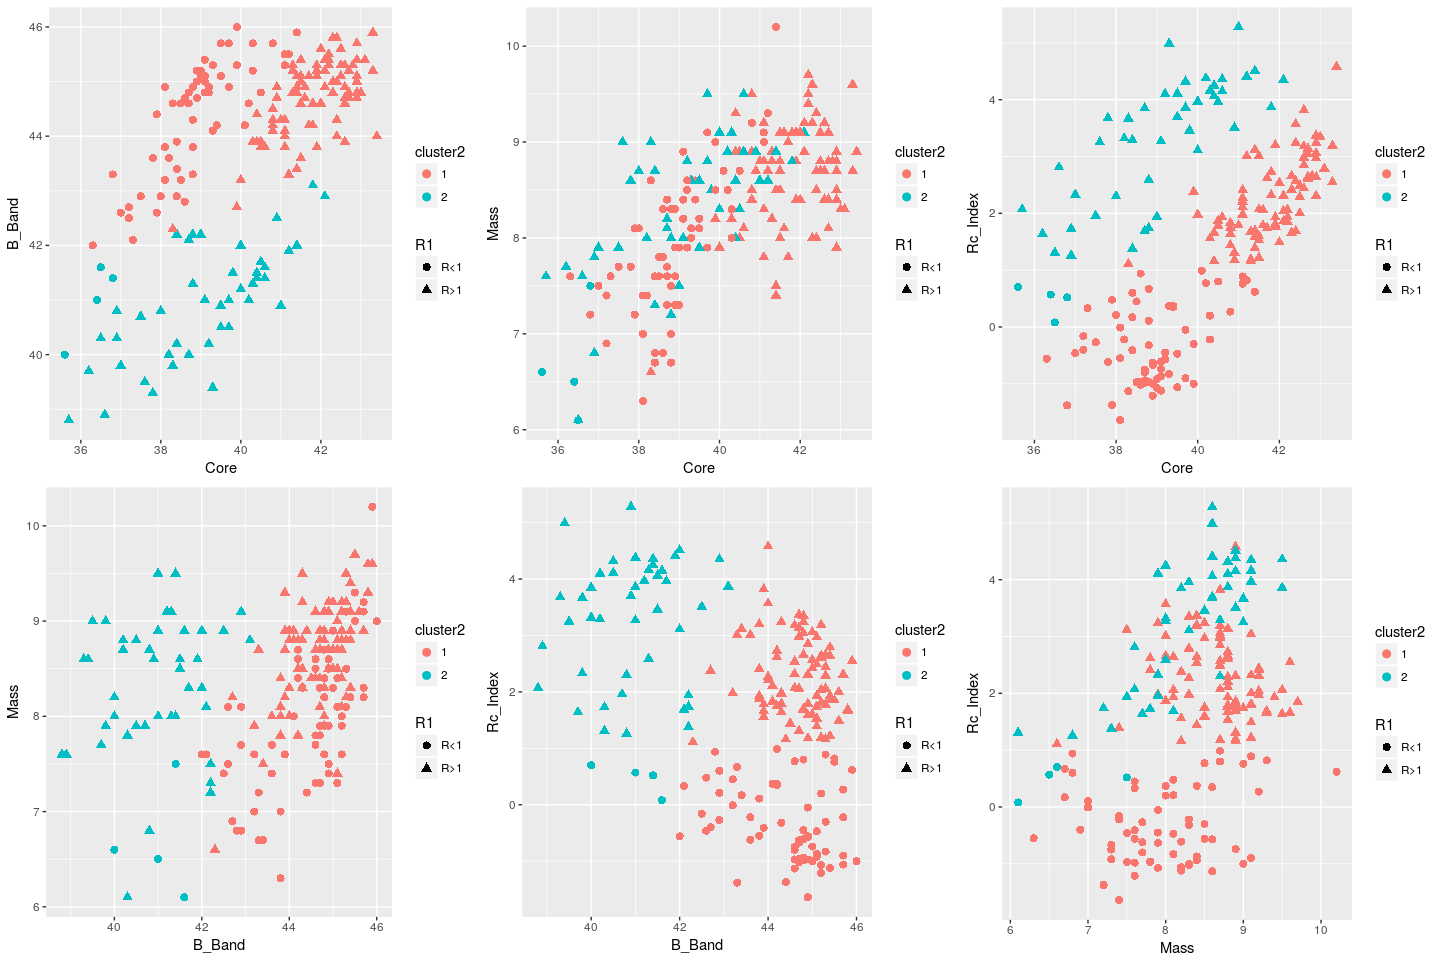 46
44
42
40
36 38 40 42
Core
B_Band
cluster2
1
2
R1
R<1
R>1
10
9
8
7
6
36 38 40 42
Core
Mass
cluster2
1
2
R1
R<1
R>1
4
2
0
36 38 40 42
Core
Rc_Index
cluster2
1
2
R1
R<1
R>1
10
9
8
7
6
40 42 44 46
B_Band
Mass
cluster2
1
2
R1
R<1
R>1
4
2
0
40 42 44 46
B_Band
Rc_Index
cluster2
1
2
R1
R<1
R>1
4
2
0
6 7 8 9 10
Mass
Rc_Index
cluster2
1
2
R1
R<1
R>1